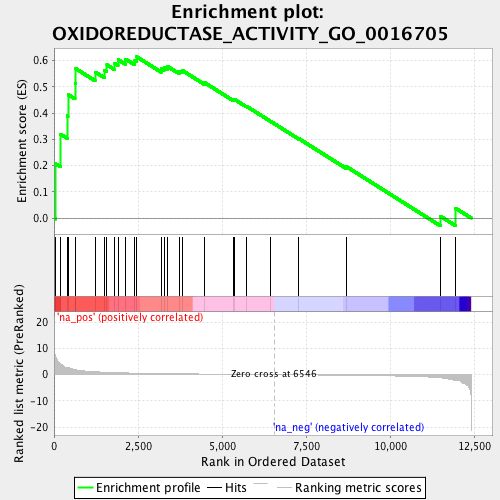 Enrichment plot:
OXIDOREDUCTASE_ACTIVITY_GO_0016705
Enrichment score (ES)
0.6
0.5
0.4
0.3
0.2
0.1
0.0
'na_pos' (positively correlated)
Ranked list metric (PreRanked)
20
10
0
-10
-20
Zero cross at 6546
'na_neg' (negatively correlated)
0
2,500
5,000
7,500
10,000
12,500
Rank in Ordered Dataset
Enrichment profile
Hits
Ranking metric scores